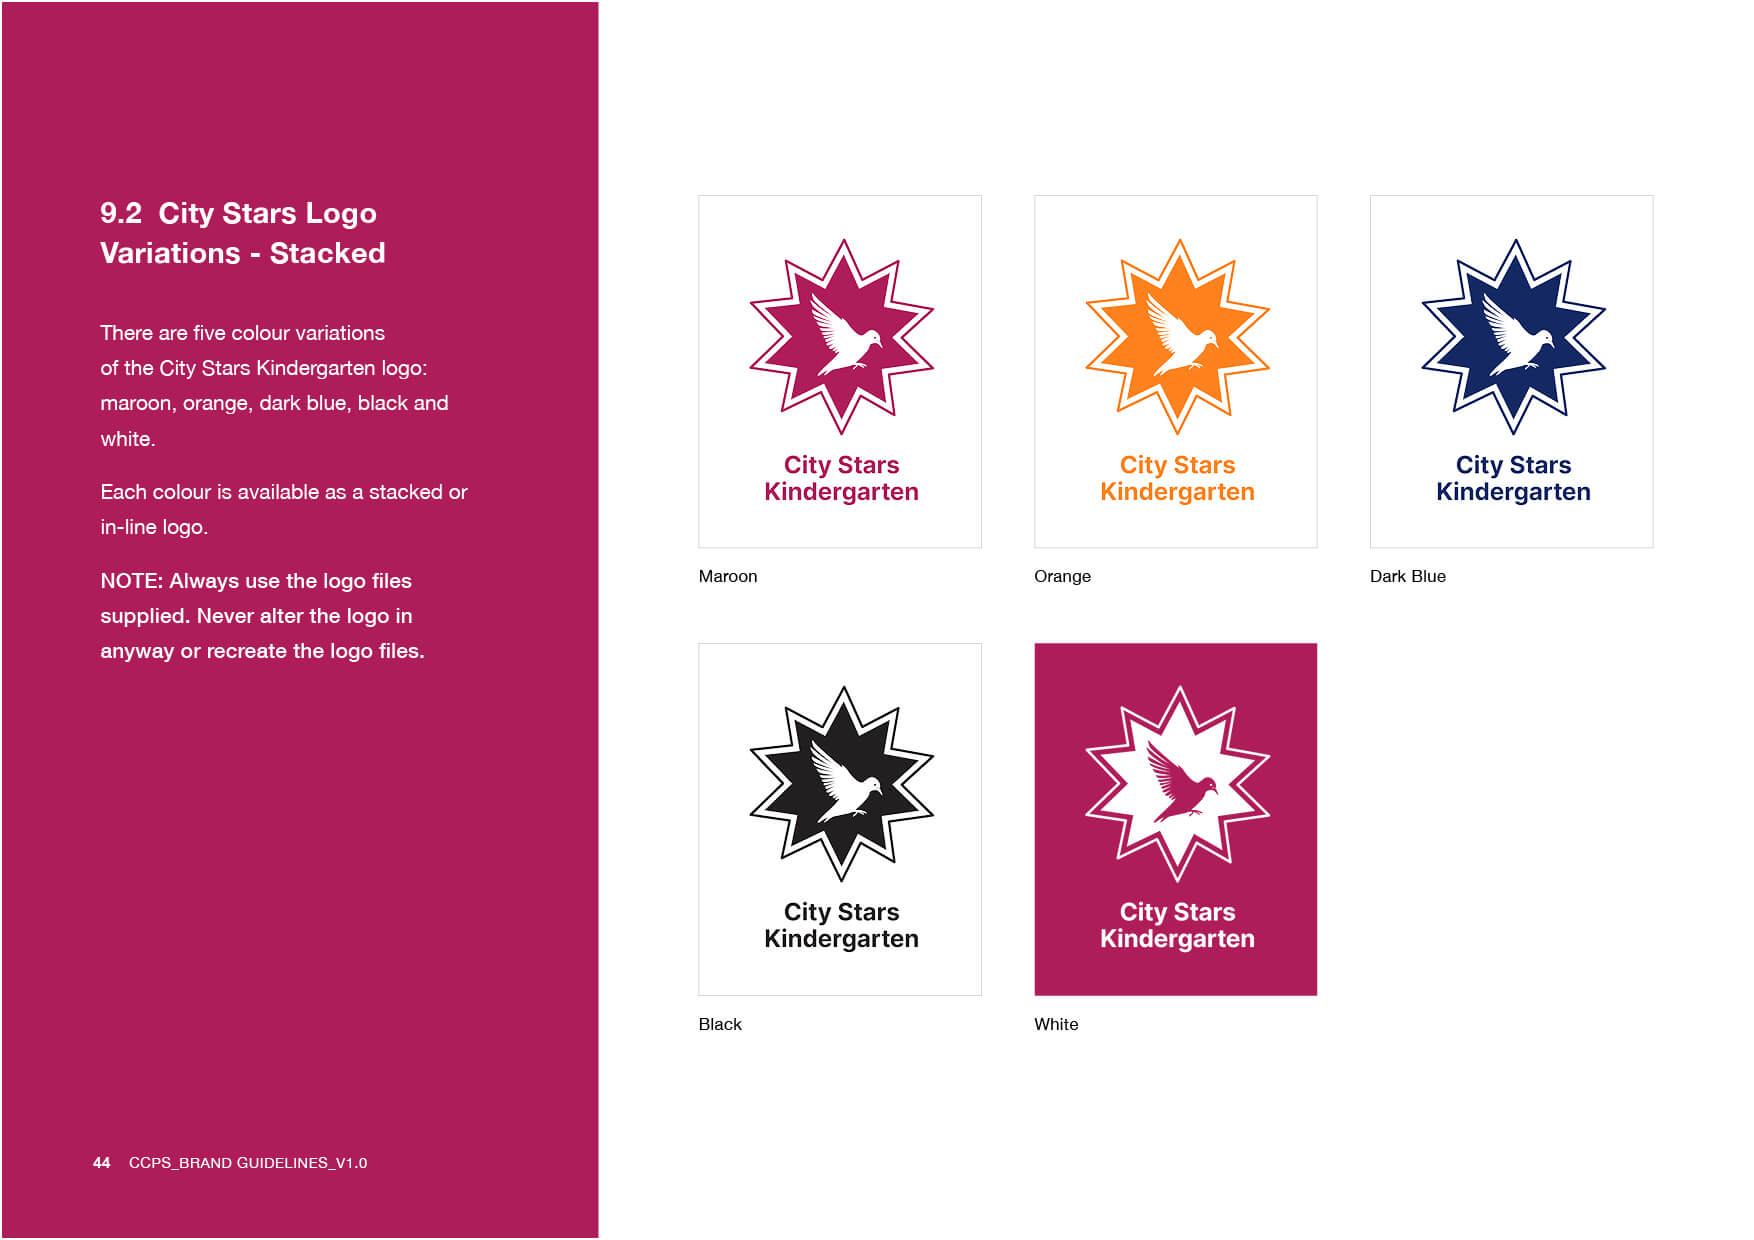 9.2  City Stars Logo
Variations - Stacked
There are five colour variations
of the City Stars Kindergarten logo:
maroon, orange, dark blue, black and
white.
Each colour is available as a stacked or
in-line logo.
NOTE: Always use the logo files
supplied. Never alter the logo in
anyway or recreate the logo files.
44 CCPS_BRAND GUIDELINES_V1.0
City Stars
Kindergarten
Maroon
City Stars
Kindergarten
Orange
City Stars
Kindergarten
Dark Blue
City Stars
Kindergarten
Black
City Stars
Kindergarten
White